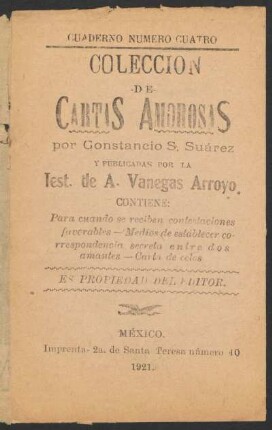 CUADERNO NUMERO CUATRO
COLECCION
-DE-
CARTAS AMOROSAS
por Constancio S. Suárez
Y PUBLICADAS POR LA
Test. de A. Vanegas Arroyo
CONTIENE:
Para cuando se reciben contestaciones
favorables—Medios de establecer co-
rrespondencia secreta entre dos
amantes—Carta de celos
ES PROPIEDAD DEL EDITOR.
MÉXICO.
Imprenta- 2a. de Santa Teresa número 40
1921.